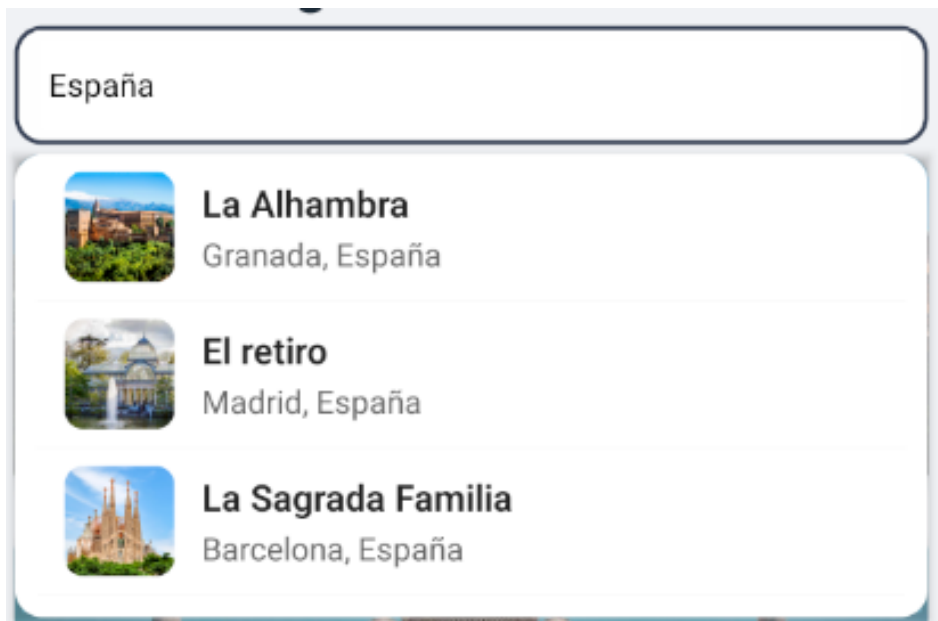 España
La Alhambra
Granada, España
El retiro
Madrid, España
La Sagrada Familia
Barcelona, España